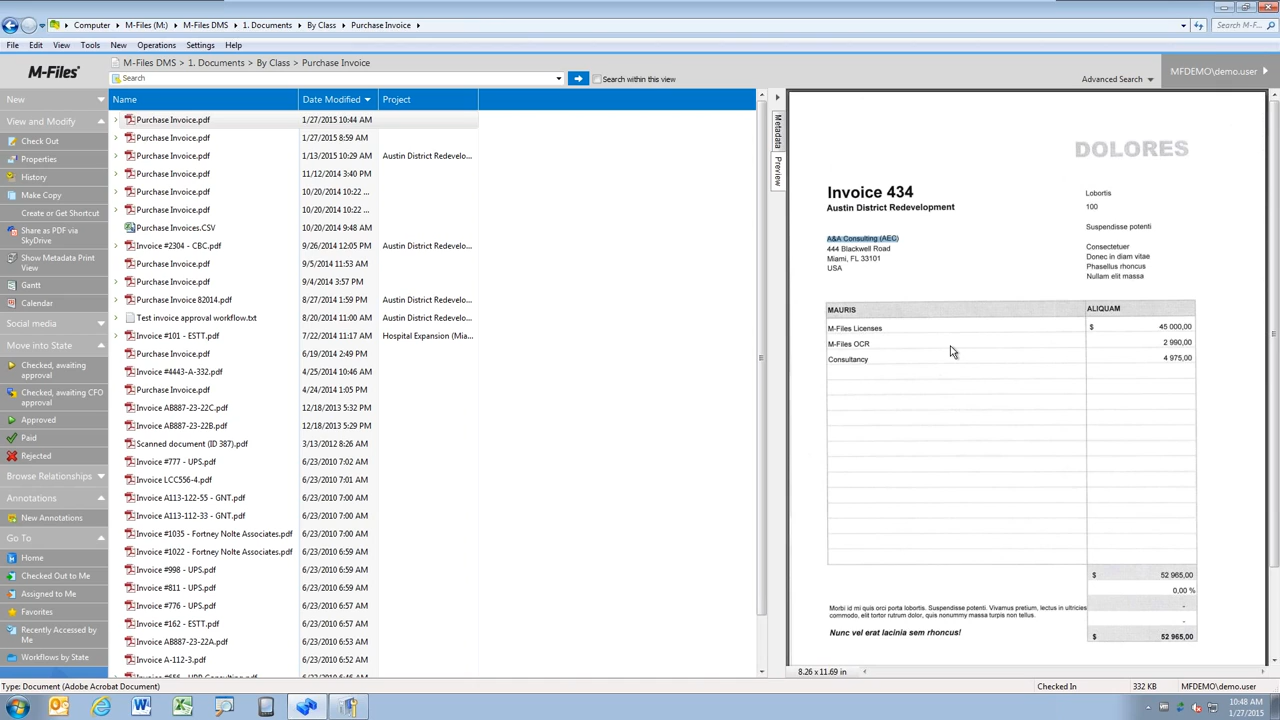 Computer ▸ M-Files (M:) ▸ M-Files DMS ▸ 1. Documents ▸ By Class ▸ Purchase Invoice ▸
Search M-F...
File Edit View Tools New Operations Settings Help
M-Files DMS > 1. Documents > By Class > Purchase Invoice
M-Files
Search
Search within this view
Advanced Search
MFDEMO\demo.user
New
View and Modify
Check Out
Properties
History
Make Copy
Create or Get Shortcut
Share as PDF via
SkyDrive
Show Metadata Print
View
Gantt
Calendar
Social media
Move into State
Checked, awaiting
approval
Checked, awaiting CFO
approval
Approved
Paid
Rejected
Browse Relationships
Annotations
New Annotations
Go To
Home
Checked Out to Me
Assigned to Me
Favorites
Recently Accessed by
Me
Workflows by State
Name Date Modified Project
Purchase Invoice.pdf 1/27/2015 10:44 AM
Purchase Invoice.pdf 1/27/2015 8:59 AM
Purchase Invoice.pdf 1/13/2015 10:29 AM Austin District Redevelo...
Purchase Invoice.pdf 11/12/2014 3:40 PM
Purchase Invoice.pdf 10/20/2014 10:22 ...
Purchase Invoice.pdf 10/20/2014 10:22 ...
Purchase Invoices.CSV 10/20/2014 9:48 AM
Invoice #2304 - CBC.pdf 9/26/2014 12:05 PM Austin District Redevelo...
Purchase Invoice.pdf 9/5/2014 11:53 AM
Purchase Invoice.pdf 9/4/2014 3:57 PM
Purchase Invoice 82014.pdf 8/27/2014 1:59 PM Austin District Redevelo...
Test invoice approval workflow.txt 8/20/2014 11:00 AM Austin District Redevelo...
Invoice #101 - ESTT.pdf 7/22/2014 11:17 AM Hospital Expansion (Mia...
Purchase Invoice.pdf 6/19/2014 2:49 PM
Invoice #4443-A-332.pdf 4/25/2014 10:46 AM
Purchase Invoice.pdf 4/24/2014 1:05 PM
Invoice AB887-23-22C.pdf 12/18/2013 5:32 PM
Invoice AB887-23-22B.pdf 12/18/2013 5:29 PM
Scanned document (ID 387).pdf 3/13/2012 8:26 AM
Invoice #777 - UPS.pdf 6/23/2010 7:02 AM
Invoice LCC556-4.pdf 6/23/2010 7:01 AM
Invoice A113-122-55 - GNT.pdf 6/23/2010 7:00 AM
Invoice A113-112-33 - GNT.pdf 6/23/2010 7:00 AM
Invoice #1035 - Fortney Nolte Associates.pdf 6/23/2010 7:00 AM
Invoice #1022 - Fortney Nolte Associates.pdf 6/23/2010 6:59 AM
Invoice #998 - UPS.pdf 6/23/2010 6:59 AM
Invoice #811 - UPS.pdf 6/23/2010 6:59 AM
Invoice #776 - UPS.pdf 6/23/2010 6:57 AM
Invoice #162 - ESTT.pdf 6/23/2010 6:57 AM
Invoice AB887-23-22A.pdf 6/23/2010 6:53 AM
Invoice A-112-3.pdf 6/23/2010 6:52 AM
Metadata
Preview
DOLORES
Invoice 434
Austin District Redevelopment
Lobortis
100
Suspendisse potenti
A&A Consulting (AEC)
444 Blackwell Road
Miami, FL 33101
USA
Consectetuer
Donec in diam vitae
Phasellus rhoncus
Nullam elit massa
MAURIS ALIQUAM
M-Files Licenses $ 45 000,00
M-Files OCR 2 990,00
Consultancy 4 975,00
$ 52 965,00
0,00 %
-
-
$ 52 965,00
Morbi id mi quis orci porta lobortis. Suspendisse potenti. Vivamus pretium, lectus in ultricies
commodo, elit tortor rutrum dolor, quis nonummy massa turpis non tellus.
Nunc vel erat lacinia sem rhoncus!
8.26 x 11.69 in
Type: Document (Adobe Acrobat Document) Checked In 332 KB MFDEMO\demo.user
10:48 AM
1/27/2015